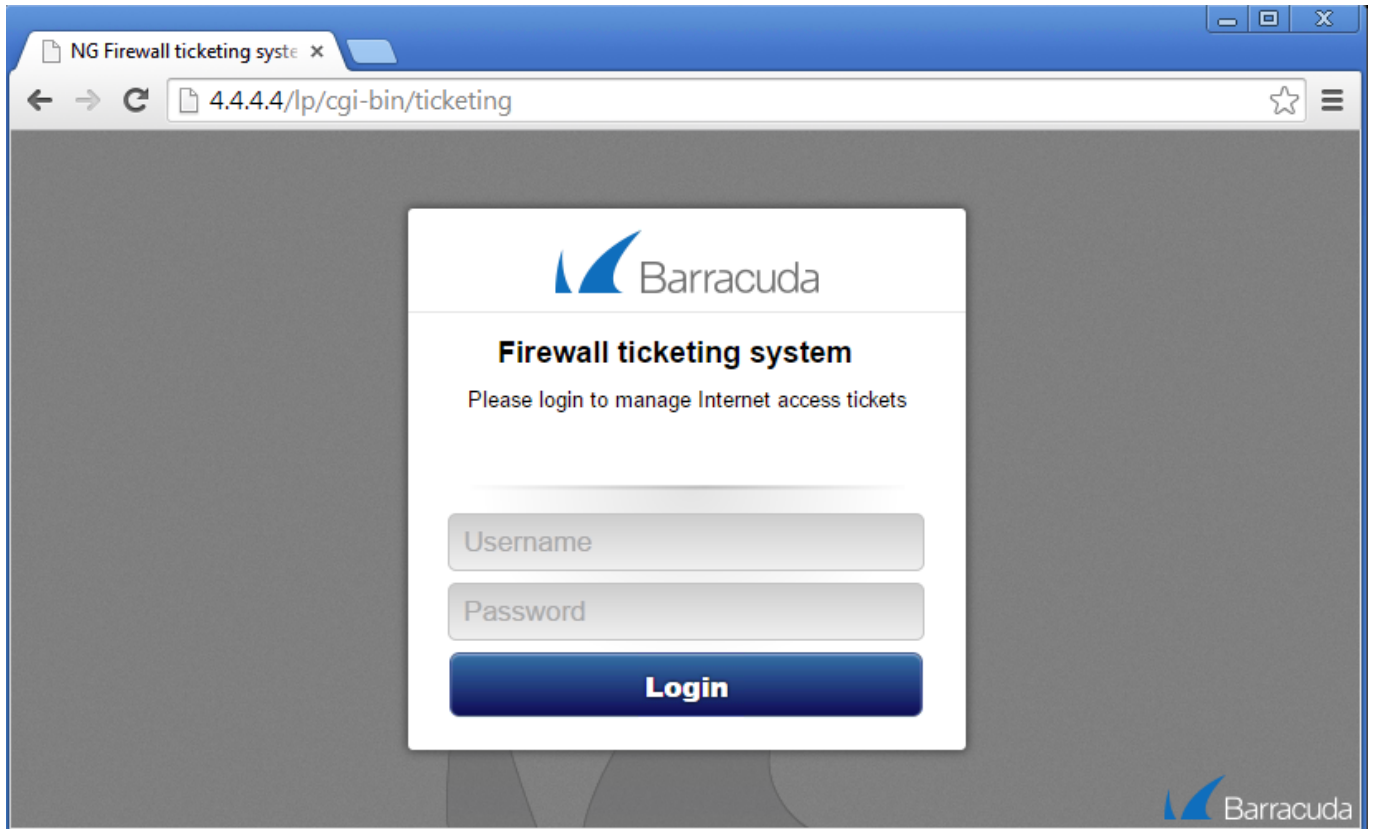 NG Firewall ticketing syste
4.4.4.4/lp/cgi-bin/ticketing
Barracuda
Firewall ticketing system
Please login to manage Internet access tickets
Username
Password
Login
Barracuda